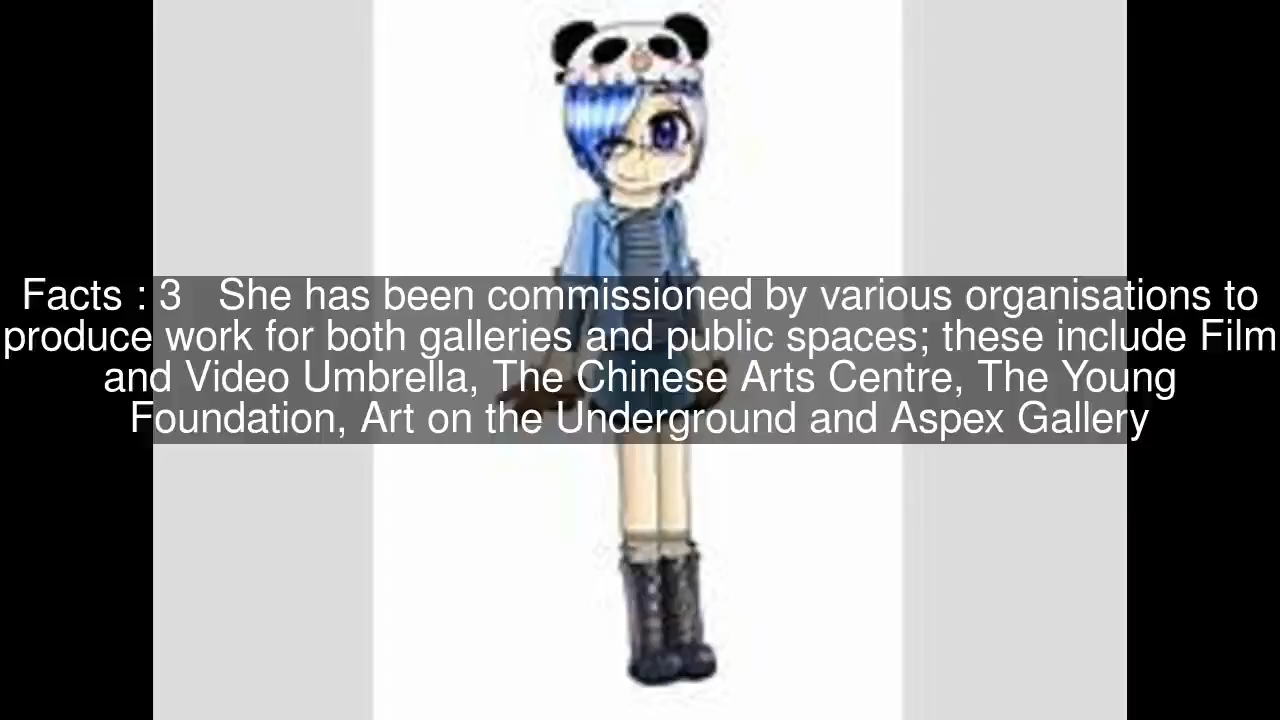 Facts : 3 She has been commissioned by various organisations to
produce work for both galleries and public spaces; these include Film
and Video Umbrella, The Chinese Arts Centre, The Young
Foundation, Art on the Underground and Aspex Gallery